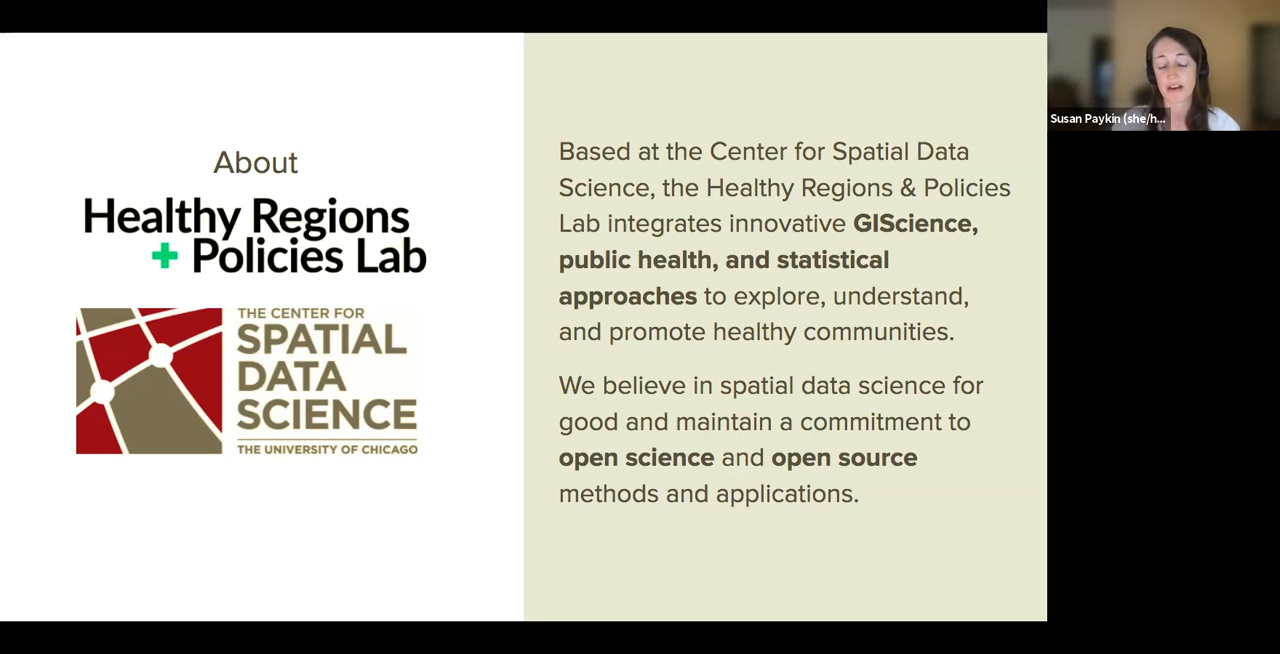 About
Healthy Regions
+ Policies Lab
THE CENTER FOR
SPATIAL
DATA
SCIENCE
THE UNIVERSITY OF CHICAGO
Based at the Center for Spatial Data
Science, the Healthy Regions & Policies
Lab integrates innovative GIScience,
public health, and statistical
approaches to explore, understand,
and promote healthy communities.
We believe in spatial data science for
good and maintain a commitment to
open science and open source
methods and applications.
Susan Paykin (she/h...